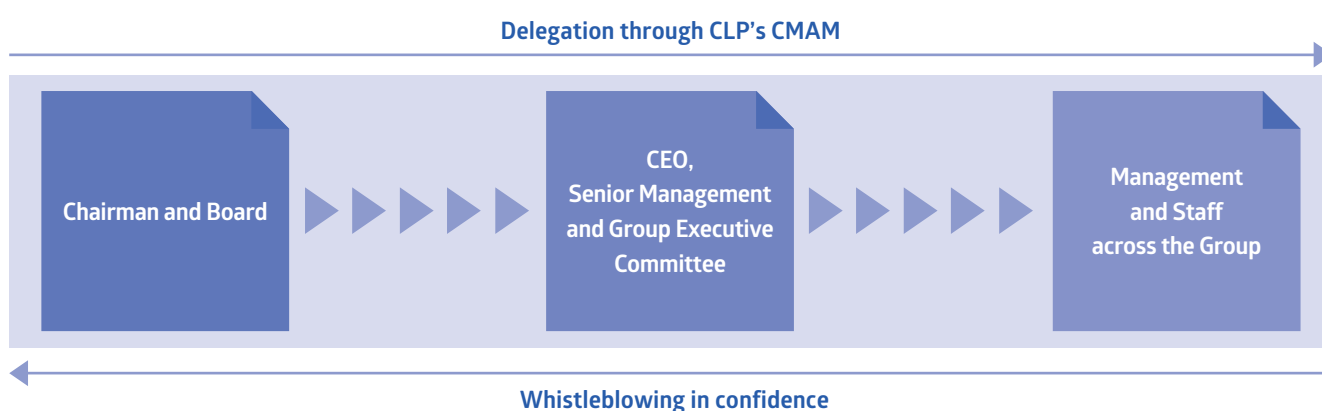 Delegation through CLP's CMAM
Chairman and Board
CEO,
Senior Management
and Group Executive
Committee
Management
and Staff
across the Group
Whistleblowing in confidence